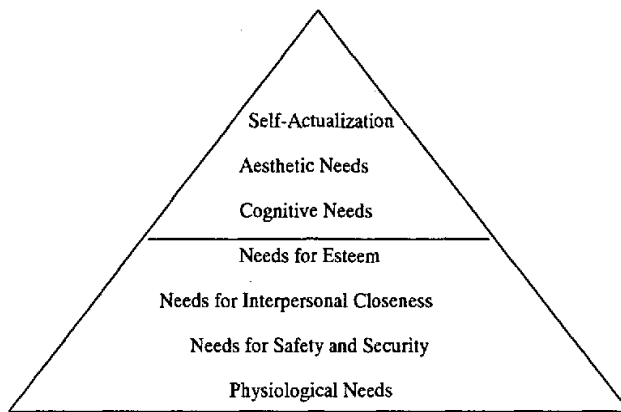 Self-Actualization
Aesthetic Needs
Cognitive Needs
Needs for Esteem
Needs for Interpersonal Closeness
Needs for Safety and Security
Physiological Needs